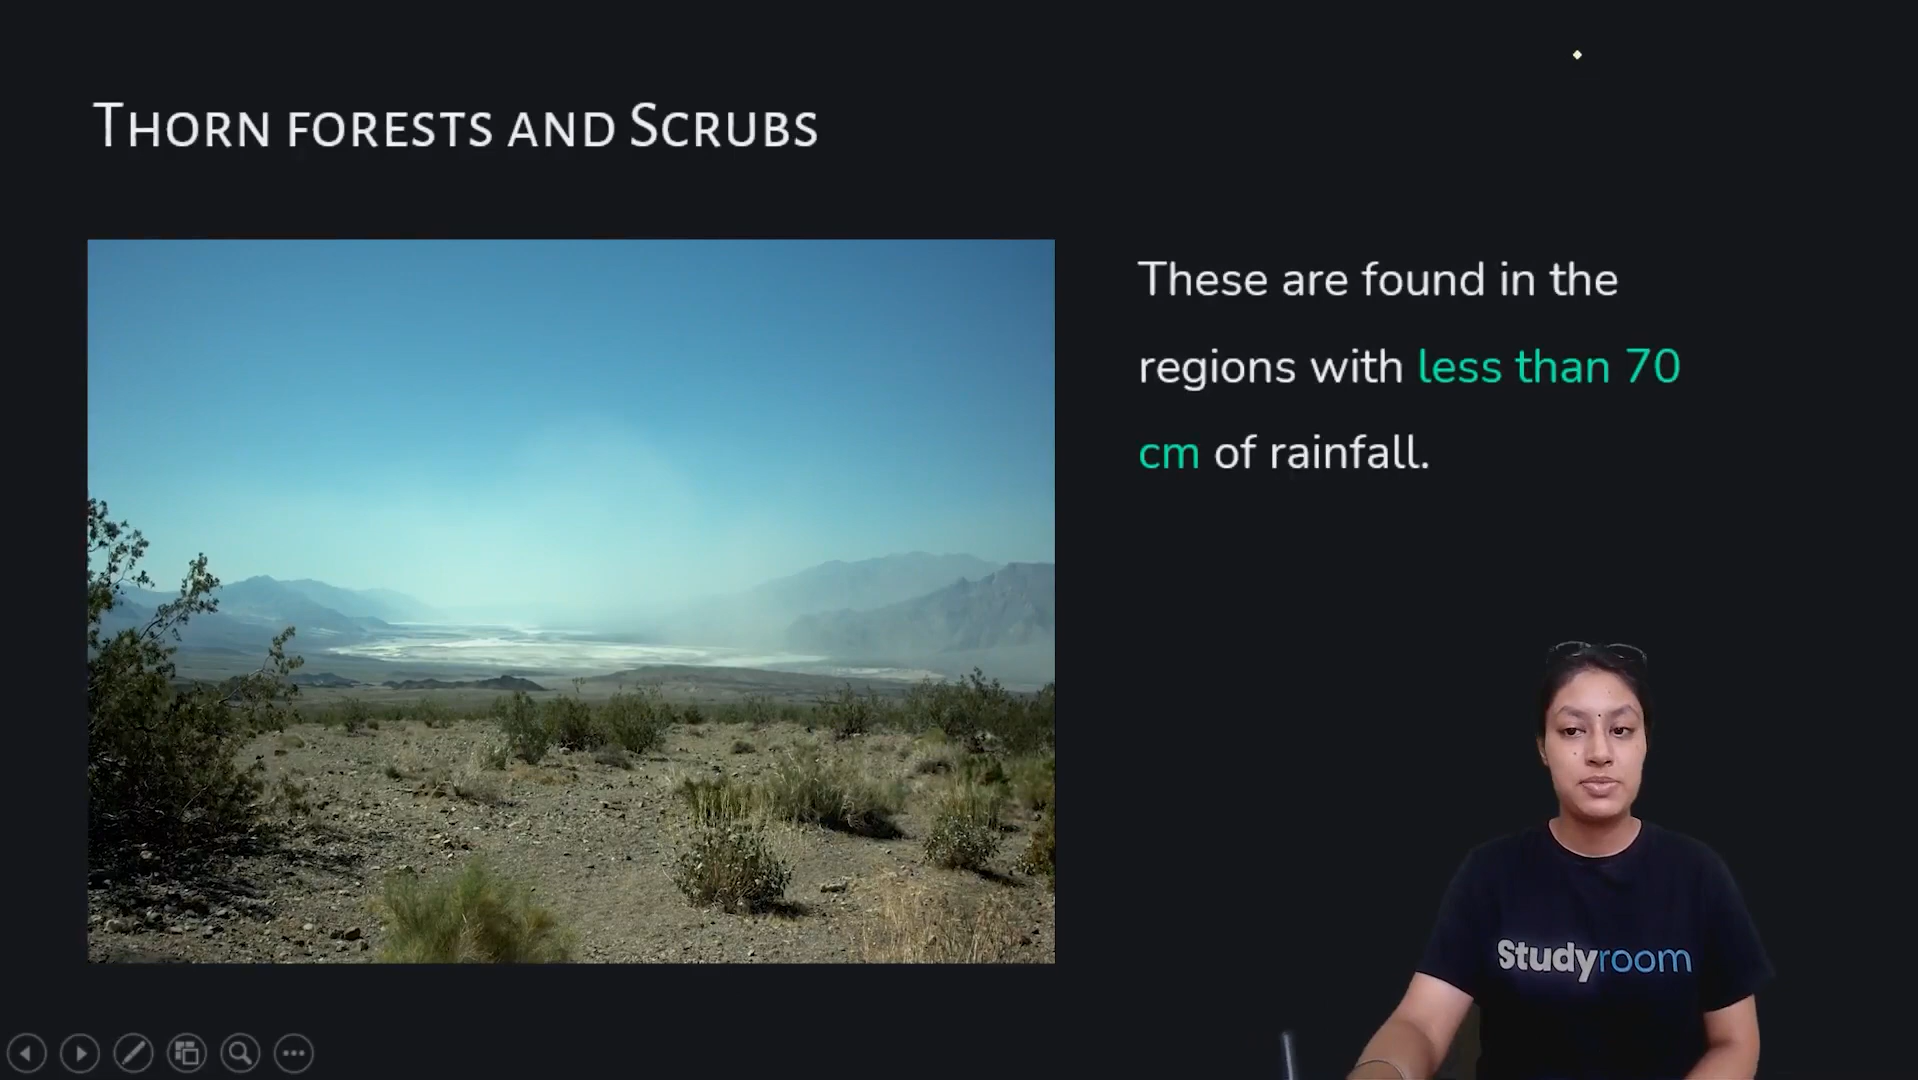 Thorn forests and Scrubs
These are found in the
regions with less than 70
cm of rainfall.
Studyroom